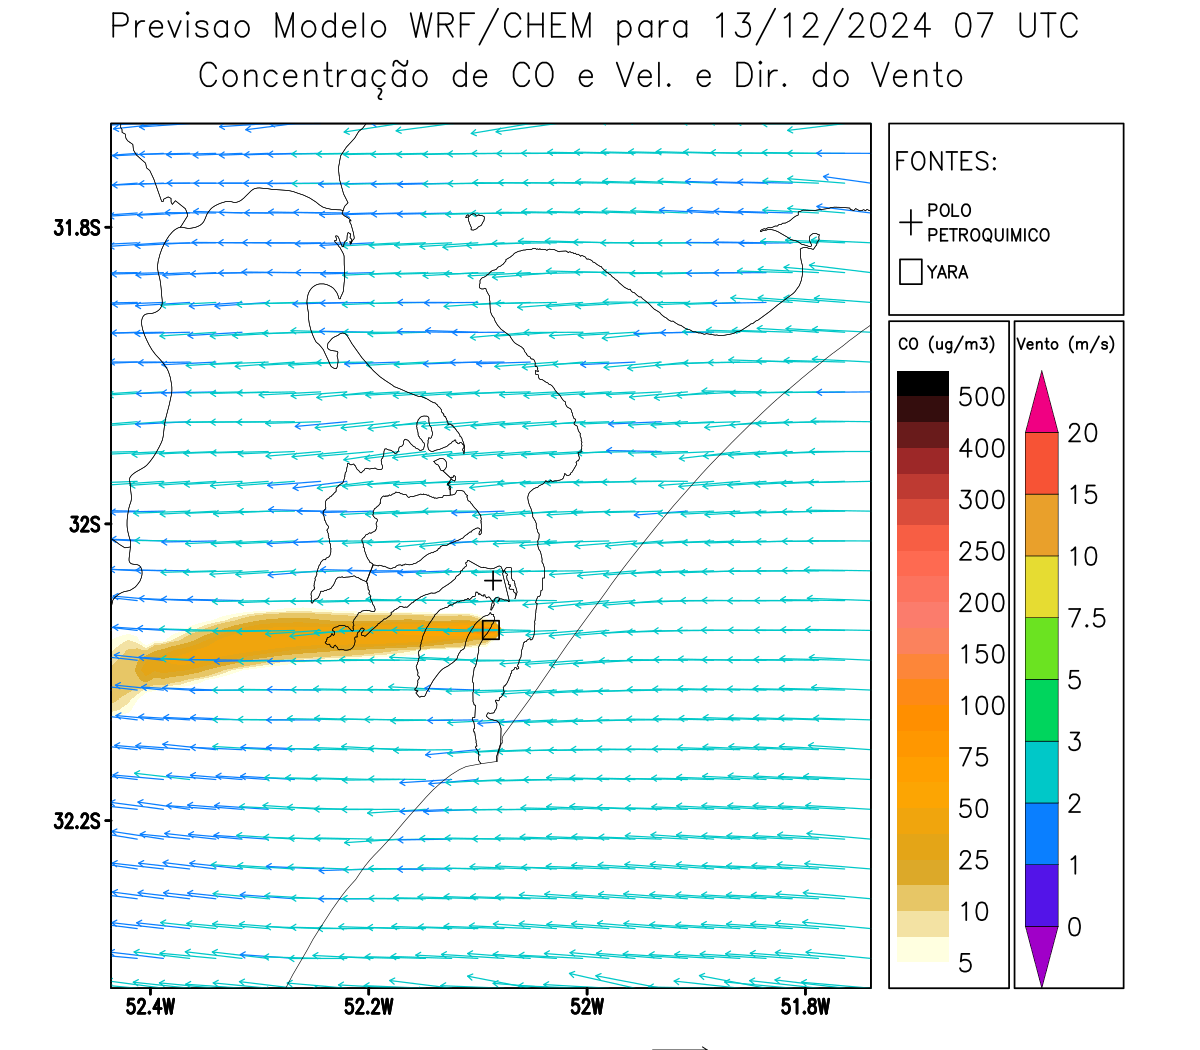 Previsao Modelo WRF/CHEM para 13/12/2024 07 UTC
Concentração de CO e Vel. e Dir. do Vento
FONTES:
POLO
PETROQUIMICO
YARA
CO (ug/m3)
500
400
300
250
200
150
100
75
50
25
10
5
Vento (m/s)
20
15
10
7.5
5
3
2
1
0
31.8S
32S
32.2S
52.4W 52.2W 52W 51.8W